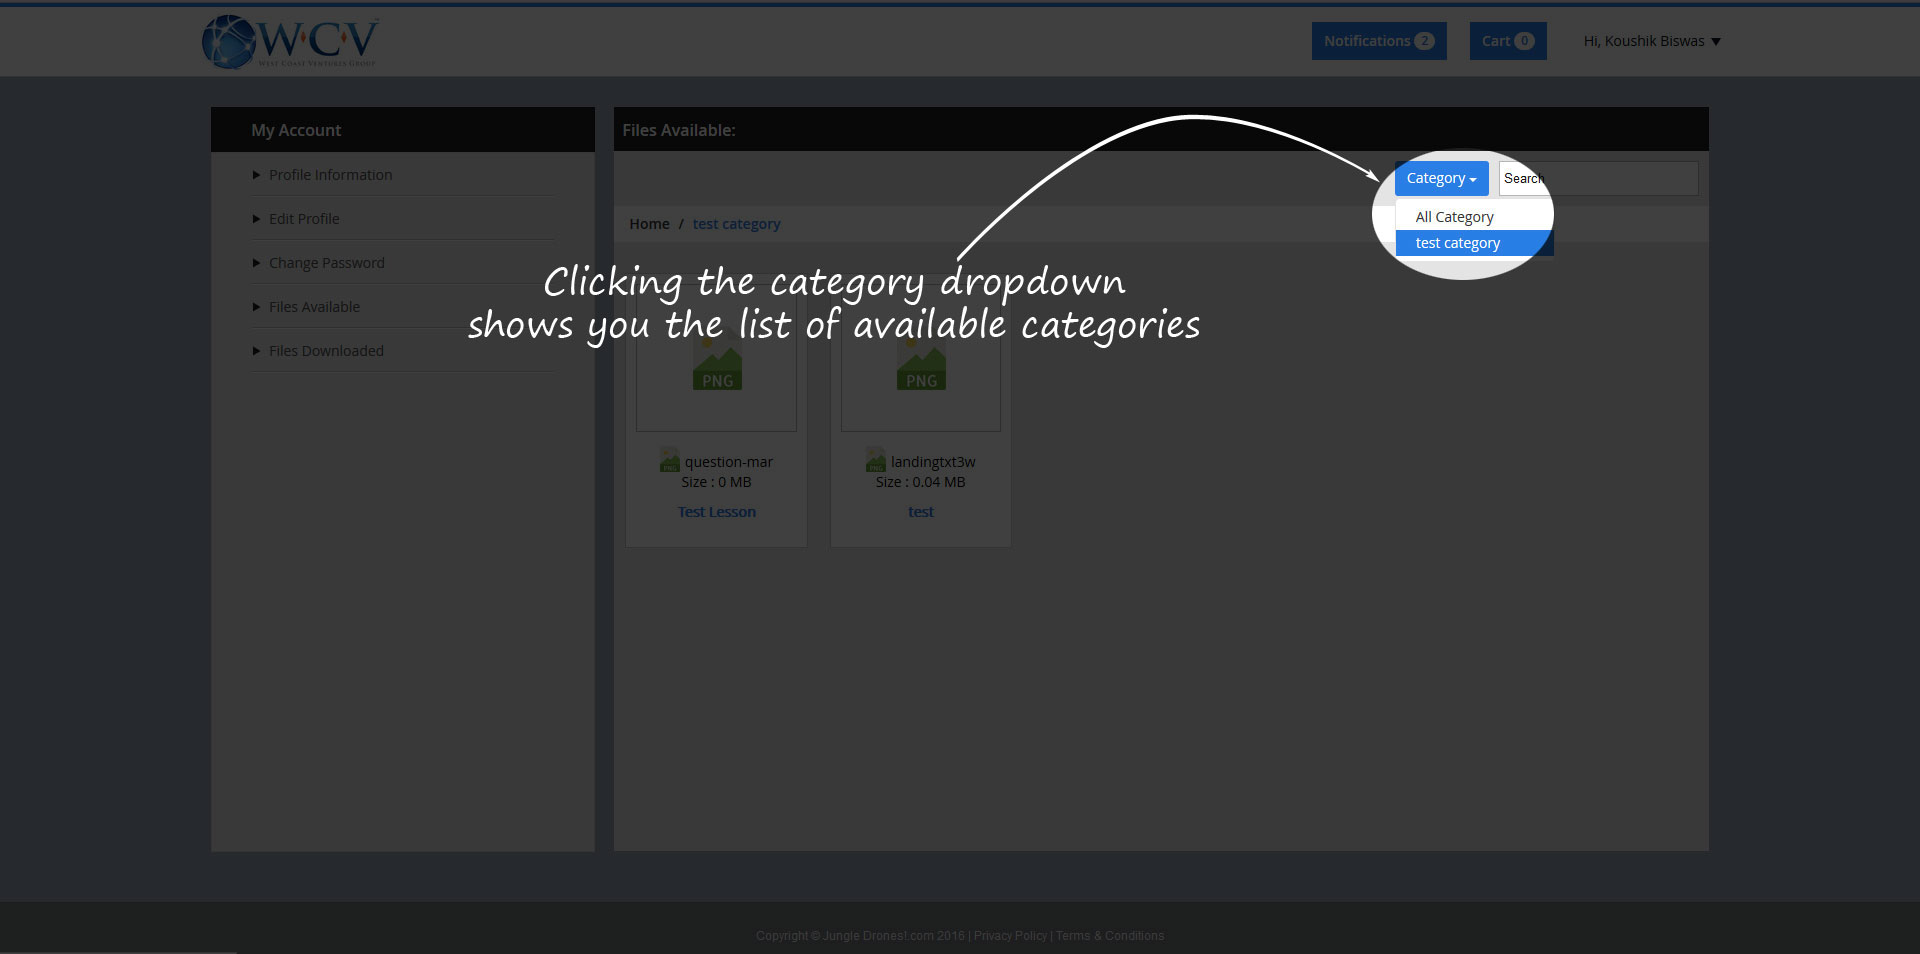 WCV
West Coast Ventures Group
Notifications 2
Cart 0
Hi, Koushik Biswas
My Account
Profile Information
Edit Profile
Change Password
Files Available
Files Downloaded
Files Available:
Category
Search
All Category
test category
Home / test category
Clicking the category dropdown
shows you the list of available categories
PNG
PNG
PNG question-mar
Size : 0 MB
Test Lesson
PNG landingtxt3w
Size : 0.04 MB
test
Copyright © Jungle Drones!.com 2016 | Privacy Policy | Terms & Conditions